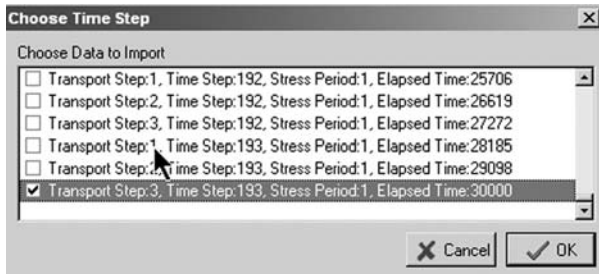 Choose Time Step
Choose Data to Import
Transport Step:1, Time Step:192, Stress Period:1, Elapsed Time:25706
Transport Step:2, Time Step:192, Stress Period:1, Elapsed Time:26619
Transport Step:3, Time Step:192, Stress Period:1, Elapsed Time:27272
Transport Step:1, Time Step:193, Stress Period:1, Elapsed Time:28185
Transport Step:2, Time Step:193, Stress Period:1, Elapsed Time:29098
Transport Step:3, Time Step:193, Stress Period:1, Elapsed Time:30000
Cancel OK